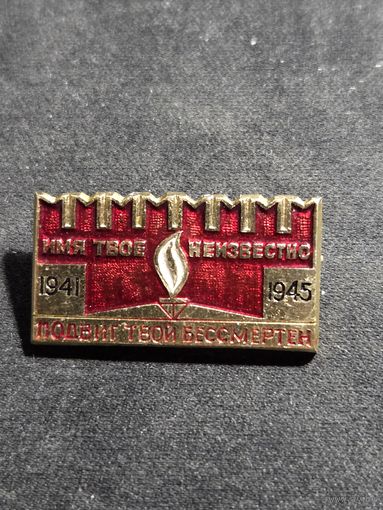 ИМЯ ТВОЕ НЕИЗВЕСТНО
1941 1945
ПОДВИГ ТВОЙ БЕССМЕРТЕН